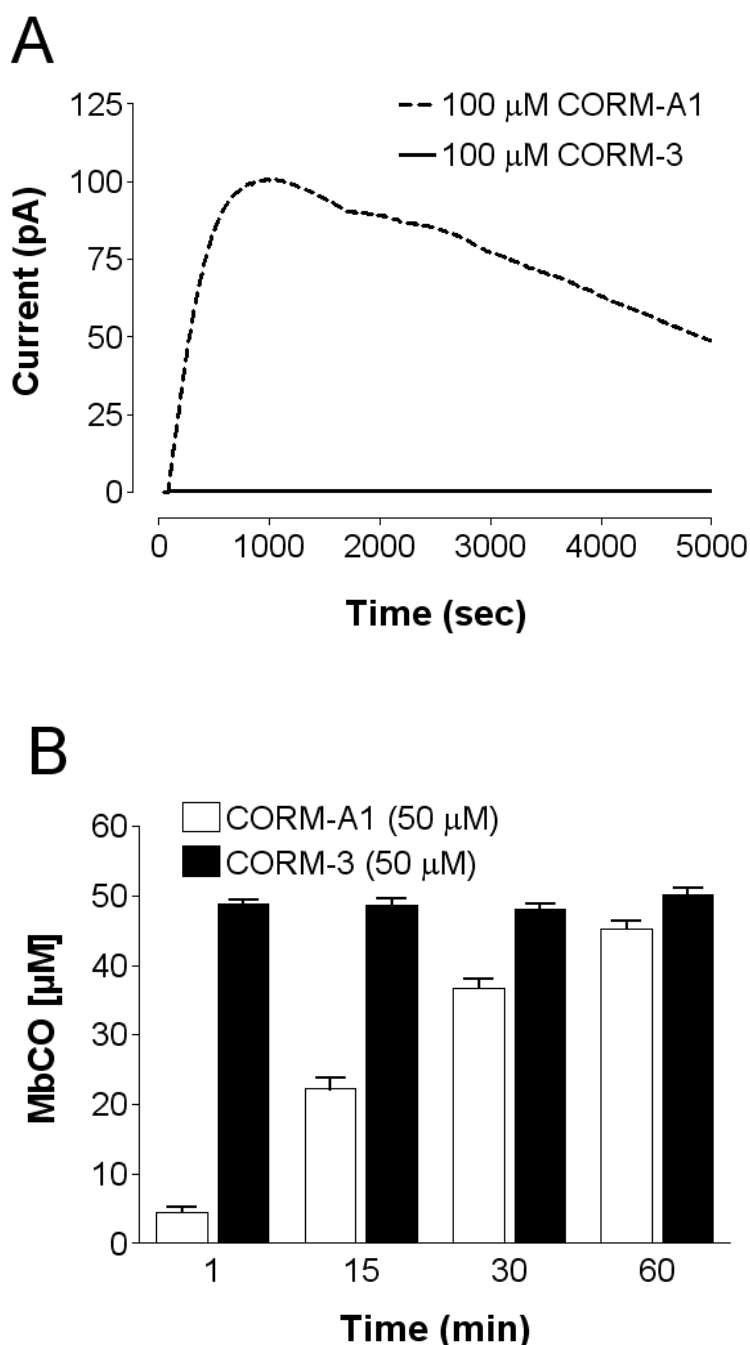 A
125
100
75
50
25
0
Current (pA)
100 μM CORM-A1
100 μM CORM-3
0 1000 2000 3000 4000 5000
Time (sec)
B
CORM-A1 (50 μM)
CORM-3 (50 μM)
60
50
40
30
20
10
0
MbCO [μM]
1 15 30 60
Time (min)